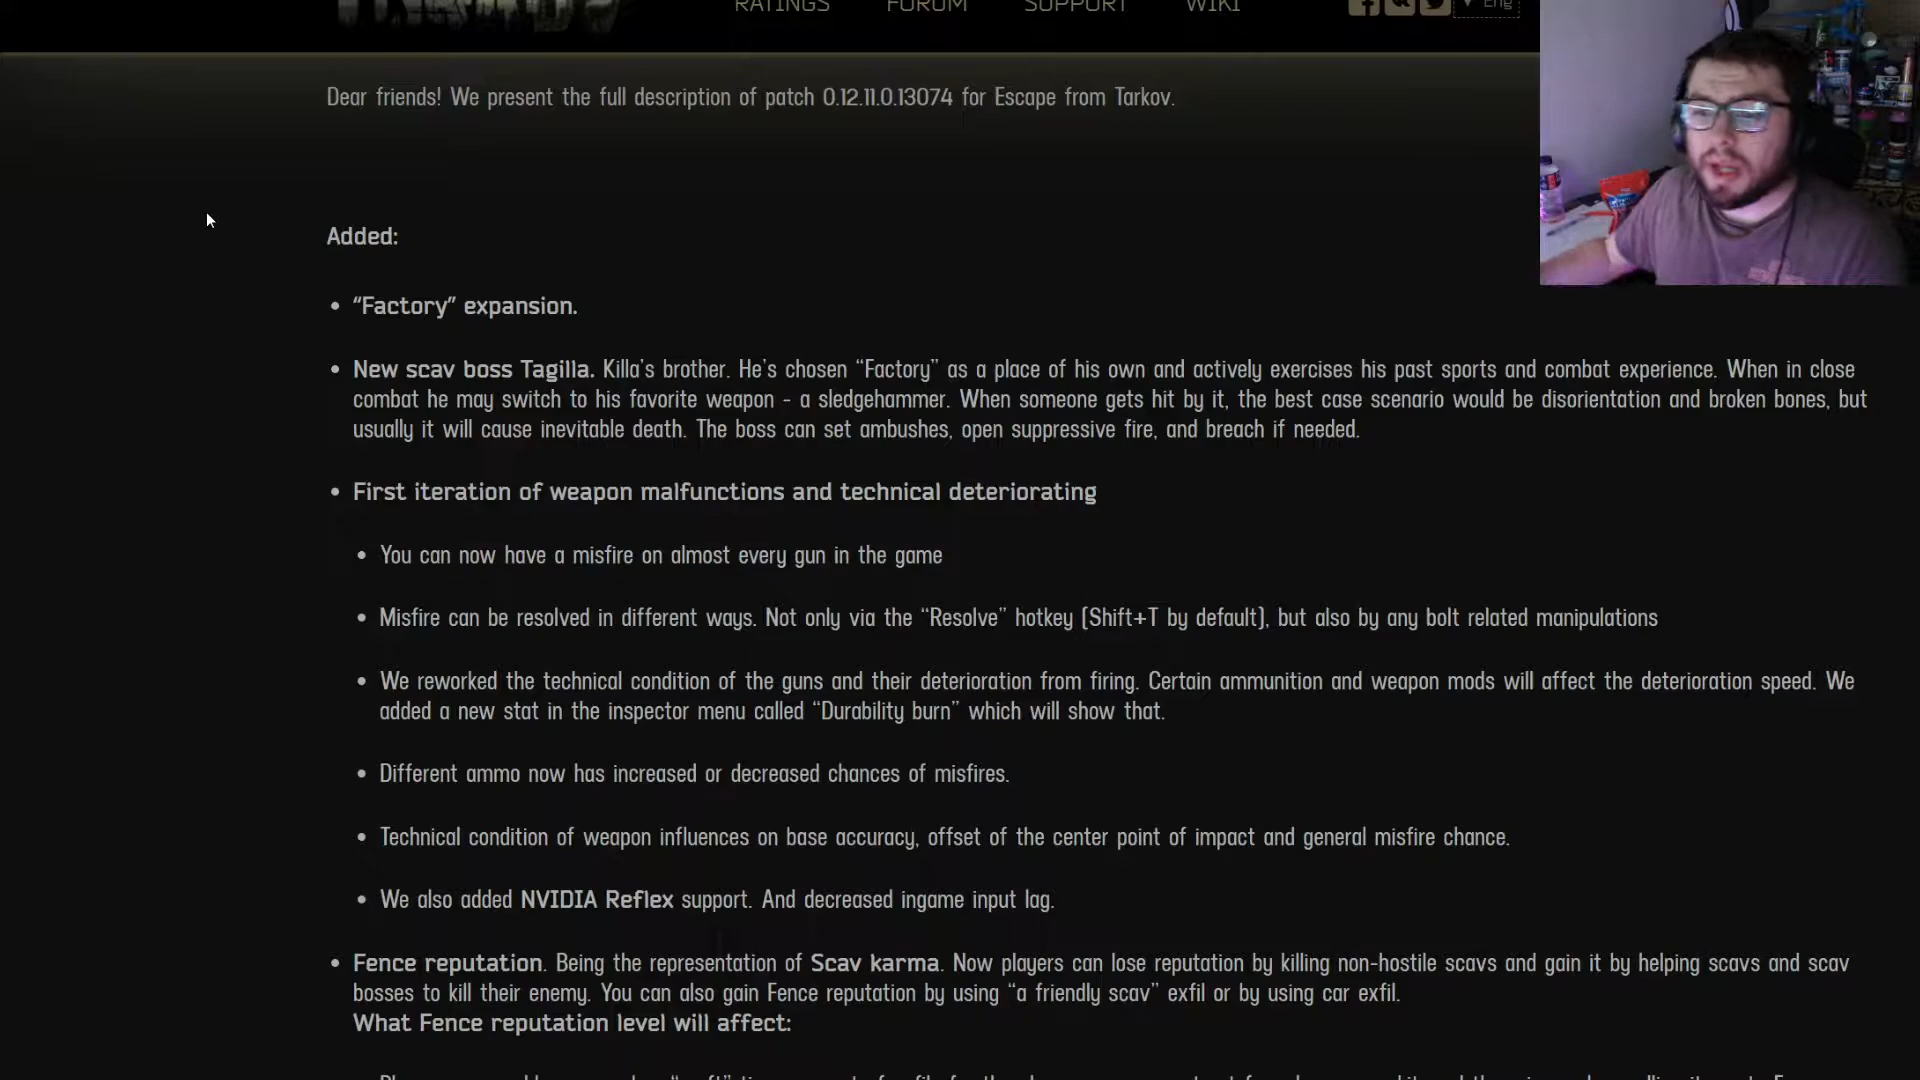 RATINGS FORUM SUPPORT WIKI Eng
Dear friends! We present the full description of patch 0.12.11.0.13074 for Escape from Tarkov.
Added:
• “Factory” expansion.
• New scav boss Tagilla. Killa's brother. He's chosen “Factory” as a place of his own and actively exercises his past sports and combat experience. When in close
combat he may switch to his favorite weapon - a sledgehammer. When someone gets hit by it, the best case scenario would be disorientation and broken bones, but
usually it will cause inevitable death. The boss can set ambushes, open suppressive fire, and breach if needed.
• First iteration of weapon malfunctions and technical deteriorating
• You can now have a misfire on almost every gun in the game
• Misfire can be resolved in different ways. Not only via the “Resolve” hotkey (Shift+T by default), but also by any bolt related manipulations
• We reworked the technical condition of the guns and their deterioration from firing. Certain ammunition and weapon mods will affect the deterioration speed. We
added a new stat in the inspector menu called “Durability burn” which will show that.
• Different ammo now has increased or decreased chances of misfires.
• Technical condition of weapon influences on base accuracy, offset of the center point of impact and general misfire chance.
• We also added NVIDIA Reflex support. And decreased ingame input lag.
• Fence reputation. Being the representation of Scav karma. Now players can lose reputation by killing non-hostile scavs and gain it by helping scavs and scav
bosses to kill their enemy. You can also gain Fence reputation by using “a friendly scav” exfil or by using car exfil.
What Fence reputation level will affect: